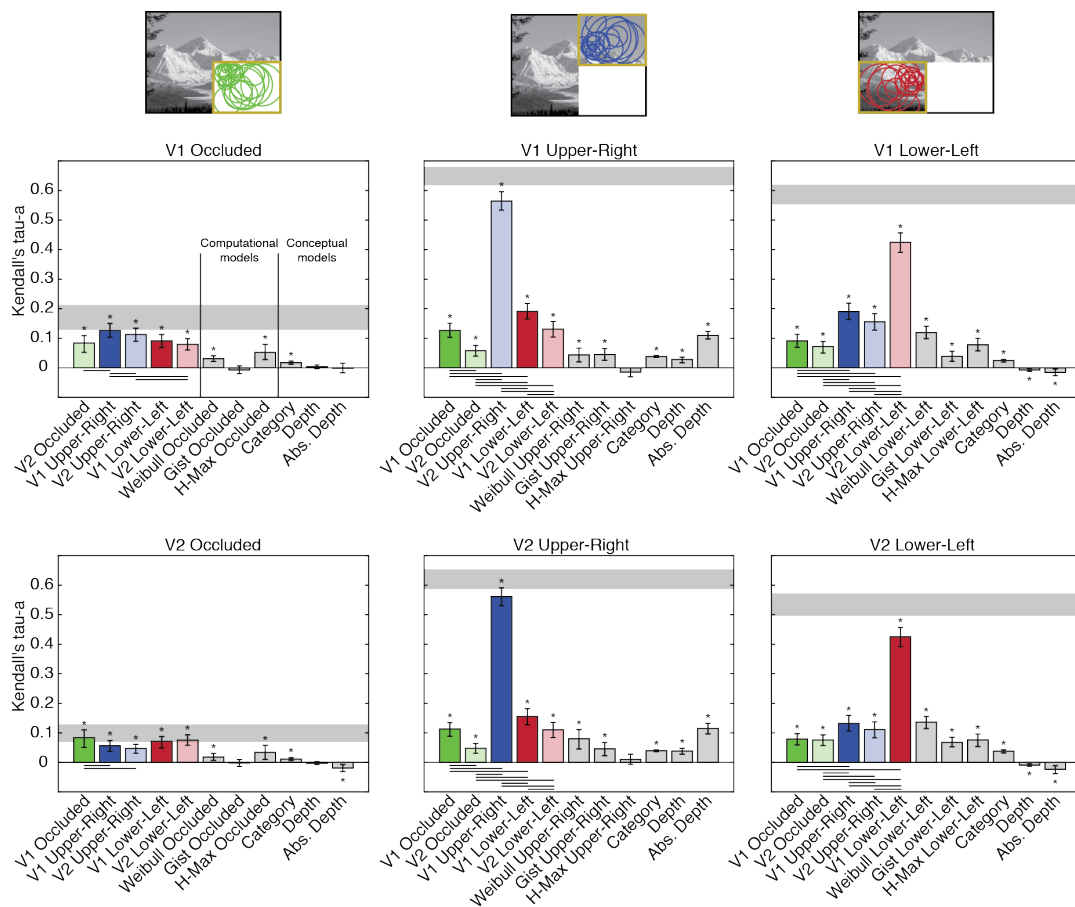 V1 Occluded
V1 Upper-Right
V1 Lower-Left
Kendall's tau-a
0.6
0.5
0.4
0.3
0.2
0.1
0
Computational
models
Conceptual
models
*
*
*
*
*
*
*
*
V2 Occluded
V1 Upper-Right
V2 Upper-Right
V1 Lower-Left
V2 Lower-Left
Weibull Occluded
Gist Occluded
H-Max Occluded
Category
Depth
Abs. Depth
*
*
*
*
*
*
*
*
*
*
V1 Occluded
V2 Occluded
V2 Upper-Right
V1 Lower-Left
V2 Lower-Left
Weibull Upper-Right
Gist Upper-Right
H-Max Upper-Right
Category
Depth
Abs. Depth
*
*
*
*
*
*
*
*
*
*
*
V1 Occluded
V2 Occluded
V1 Upper-Right
V2 Upper-Right
V2 Lower-Left
Weibull Lower-Left
Gist Lower-Left
H-Max Lower-Left
Category
Depth
Abs. Depth
V2 Occluded
V2 Upper-Right
V2 Lower-Left
Kendall's tau-a
0.6
0.5
0.4
0.3
0.2
0.1
0
*
*
*
*
*
*
*
*
*
V1 Occluded
V1 Upper-Right
V2 Upper-Right
V1 Lower-Left
V2 Lower-Left
Weibull Occluded
Gist Occluded
H-Max Occluded
Category
Depth
Abs. Depth
*
*
*
*
*
*
*
*
*
*
V1 Occluded
V2 Occluded
V1 Upper-Right
V1 Lower-Left
V2 Lower-Left
Weibull Upper-Right
Gist Upper-Right
H-Max Upper-Right
Category
Depth
Abs. Depth
*
*
*
*
*
*
*
*
*
*
*
V1 Occluded
V2 Occluded
V1 Upper-Right
V2 Upper-Right
V1 Lower-Left
Weibull Lower-Left
Gist Lower-Left
H-Max Lower-Left
Category
Depth
Abs. Depth